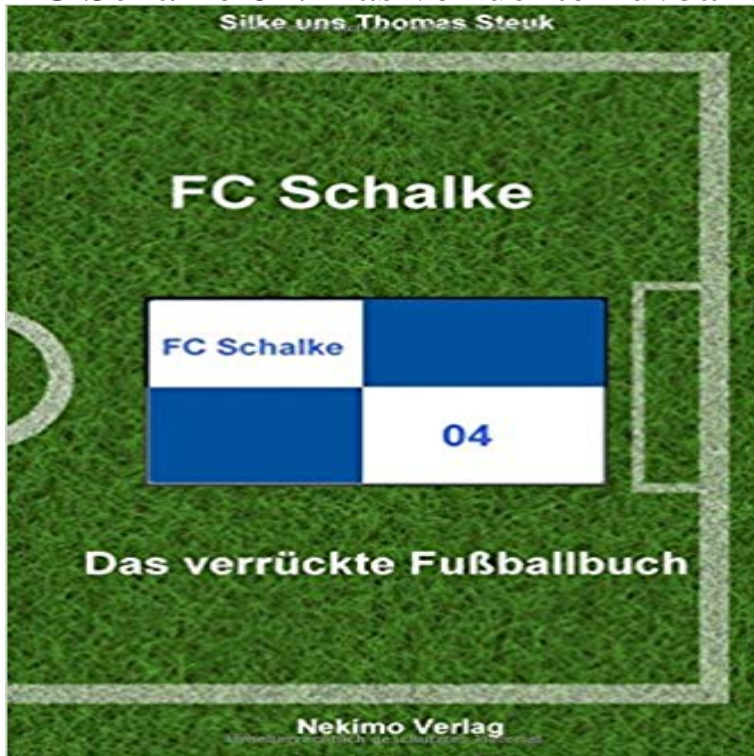 Silke uns Thomas Steuk
FC Schalke
FC Schalke
04
Das verrückte Fußballbuch
Nekimo Verlag